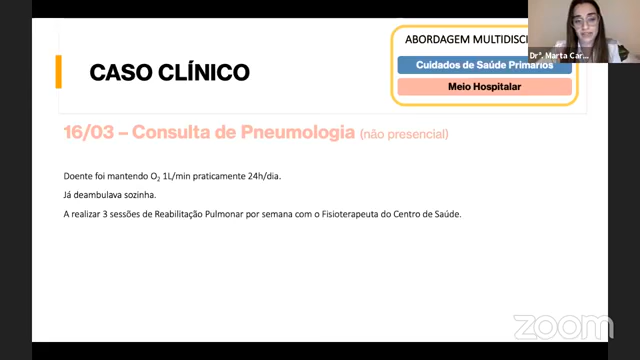 ABORDAGEM MULTIDISCI
Drª. Marta Car...
Cuidados de Saúde Primários
CASO CLÍNICO
Meio Hospitalar
16/03 – Consulta de Pneumologia (não presencial)
Doente foi mantendo O₂ 1L/min praticamente 24h/dia.
Já deambulava sozinha.
A realizar 3 sessões de Reabilitação Pulmonar por semana com o Fisioterapeuta do Centro de Saúde.
zoom